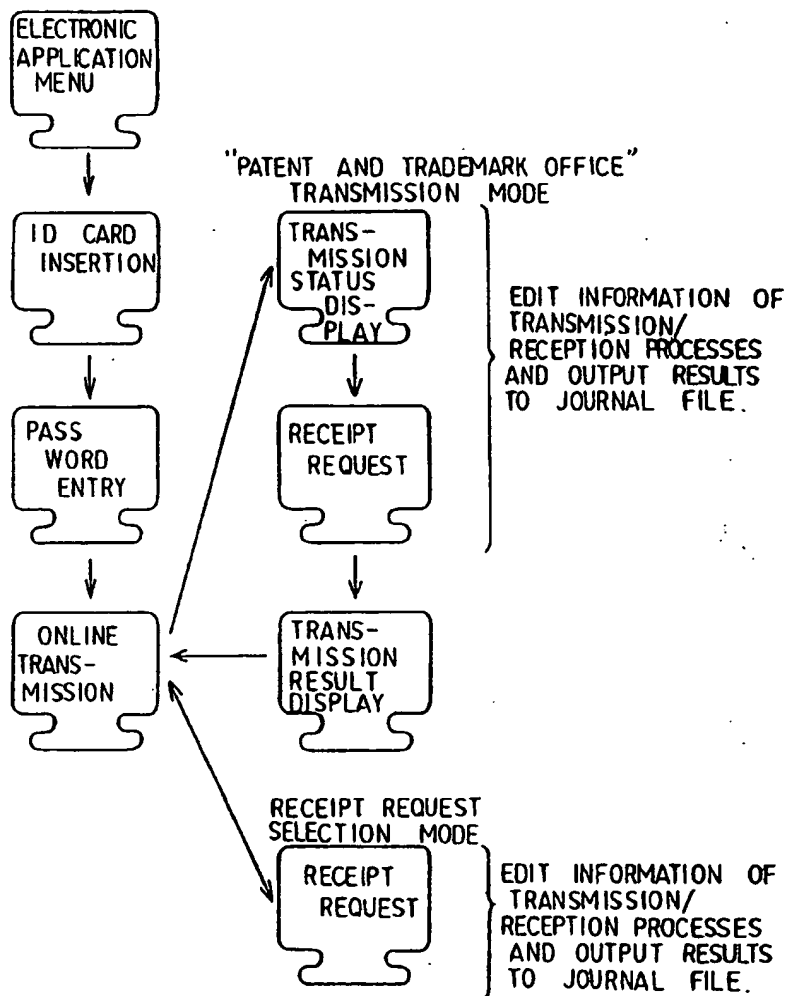 ELECTRONIC
APPLICATION
MENU
ID CARD
INSERTION
PASS
WORD
ENTRY
ONLINE
TRANS-
MISSION
"PATENT AND TRADEMARK OFFICE"
TRANSMISSION MODE
TRANS-
MISSION
STATUS
DIS-
PLAY
EDIT INFORMATION OF
TRANSMISSION/
RECEPTION PROCESSES
AND OUTPUT RESULTS
TO JOURNAL FILE.
RECEIPT
REQUEST
TRANS-
MISSION
RESULT
DISPLAY
RECEIPT REQUEST
SELECTION MODE
RECEIPT
REQUEST
EDIT INFORMATION OF
TRANSMISSION/
RECEPTION PROCESSES
AND OUTPUT RESULTS
TO JOURNAL FILE.